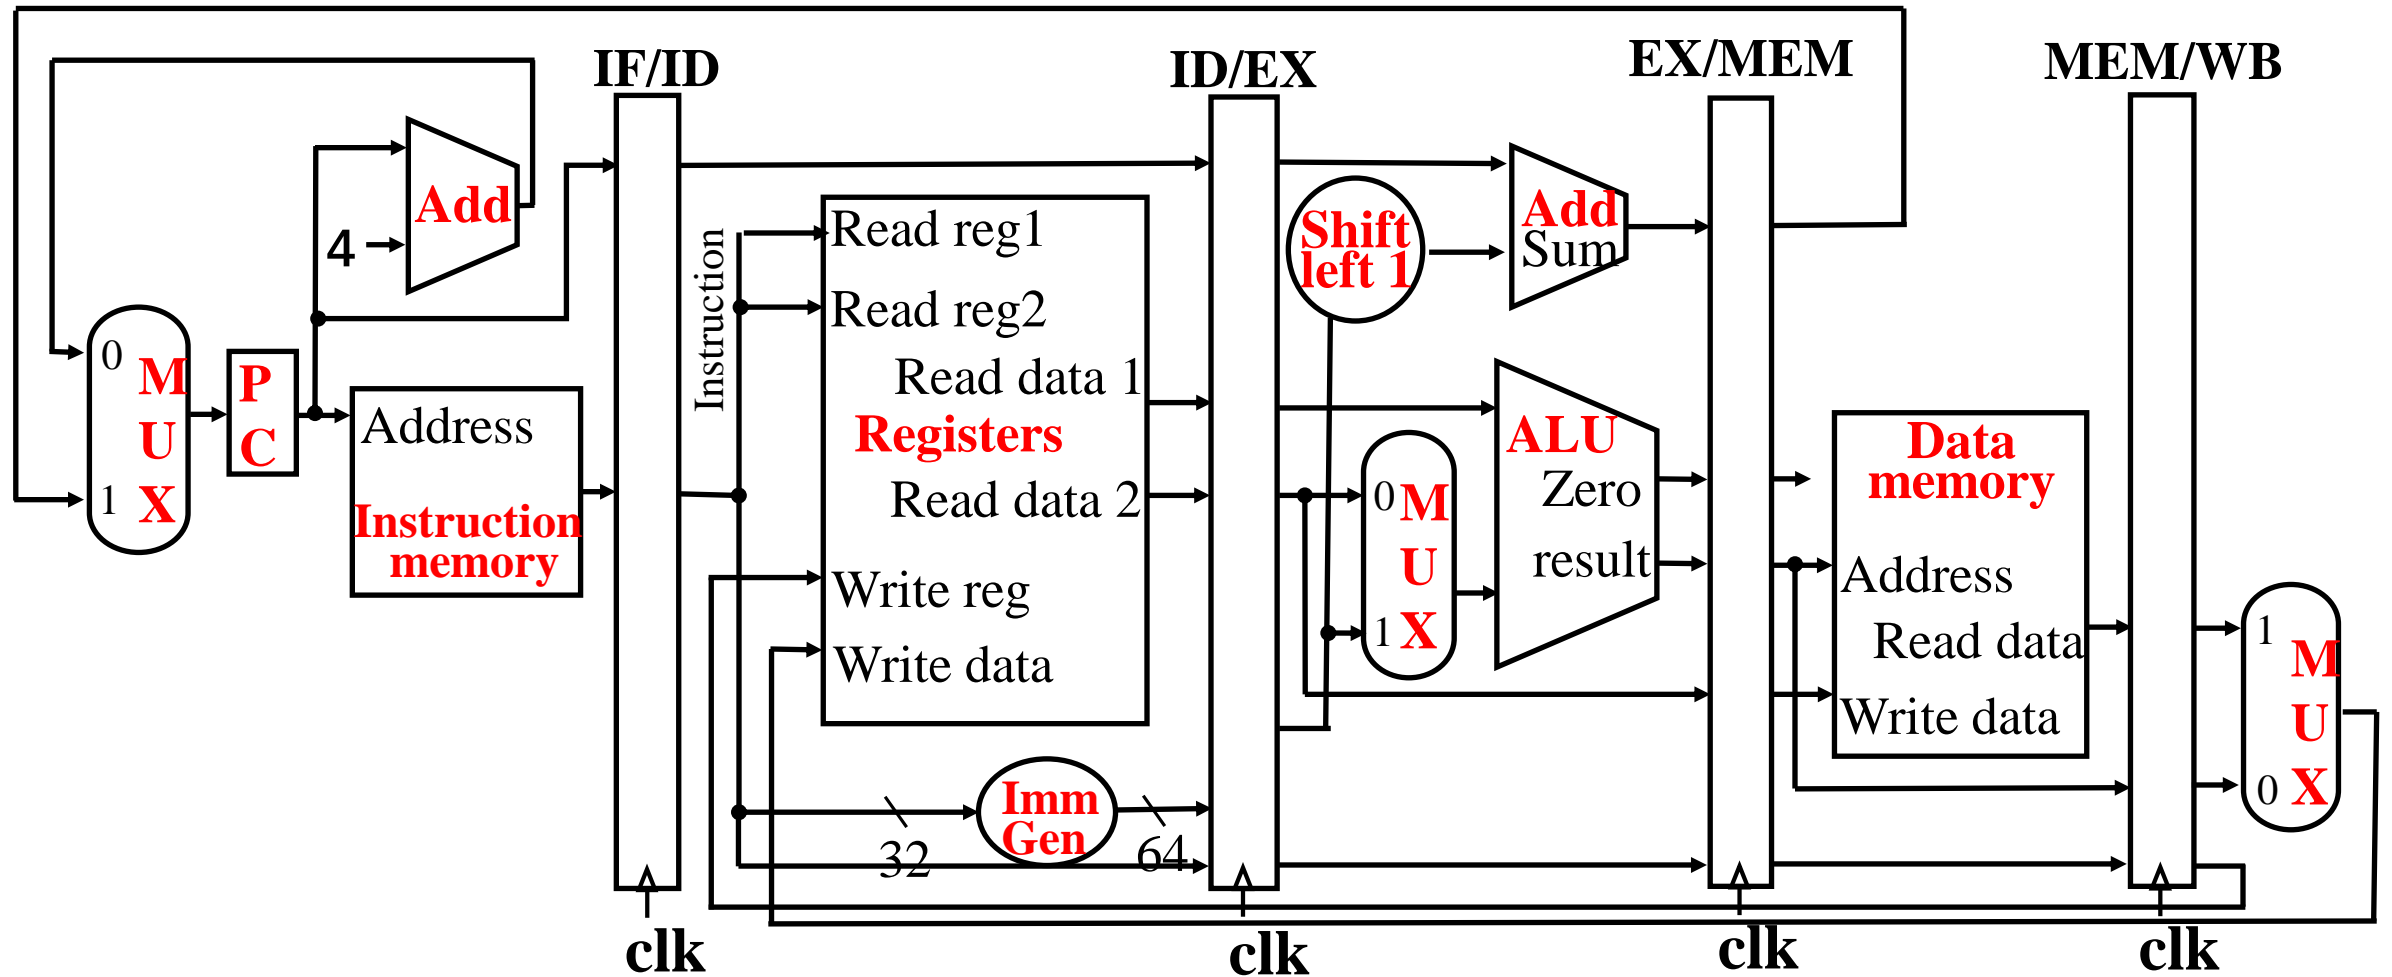 IF/ID
ID/EX
EX/MEM
MEM/WB
Add
4
0
M
U
X
1
P
C
Address
Instruction
memory
Instruction
Read reg1
Read reg2
Read data 1
Registers
Read data 2
Write reg
Write data
Imm
Gen
32
64
Shift
left 1
Add
Sum
0
M
U
X
1
ALU
Zero
result
Data
memory
Address
Read data
Write data
1
M
U
X
0
clk
clk
clk
clk